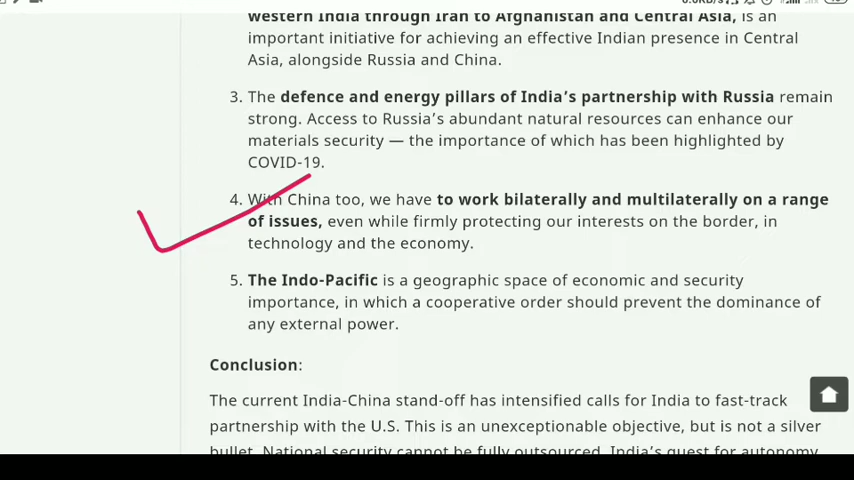 western India through Iran to Afghanistan and Central Asia, is an
important initiative for achieving an effective Indian presence in Central
Asia, alongside Russia and China.
3. The defence and energy pillars of India's partnership with Russia remain
strong. Access to Russia's abundant natural resources can enhance our
materials security — the importance of which has been highlighted by
COVID-19.
4. With China too, we have to work bilaterally and multilaterally on a range
of issues, even while firmly protecting our interests on the border, in
technology and the economy.
5. The Indo-Pacific is a geographic space of economic and security
importance, in which a cooperative order should prevent the dominance of
any external power.
Conclusion:
The current India-China stand-off has intensified calls for India to fast-track
partnership with the U.S. This is an unexceptionable objective, but is not a silver
bullet. National security cannot be fully outsourced. India's quest for autonomy